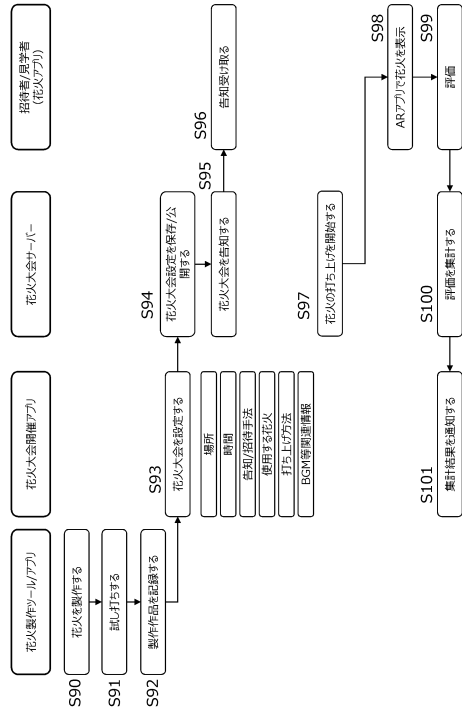 花火製作ツール/アプリ
花火大会開催アプリ
花火大会サーバー
招待者/見学者
(花火アプリ)
S90
花火を製作する
S91
試し打ちする
S92
製作作品を記録する
S93
花火大会を設定する
場所
時間
告知/招待手法
使用する花火
打ち上げ方法
BGM等関連情報
S94
花火大会設定を保存/公
開する
S95
花火大会を告知する
S96
告知受け取る
S97
花火の打ち上げを開始する
S98
ARアプリで花火を表示
S99
評価
S100
評価を集計する
S101
集計結果を通知する